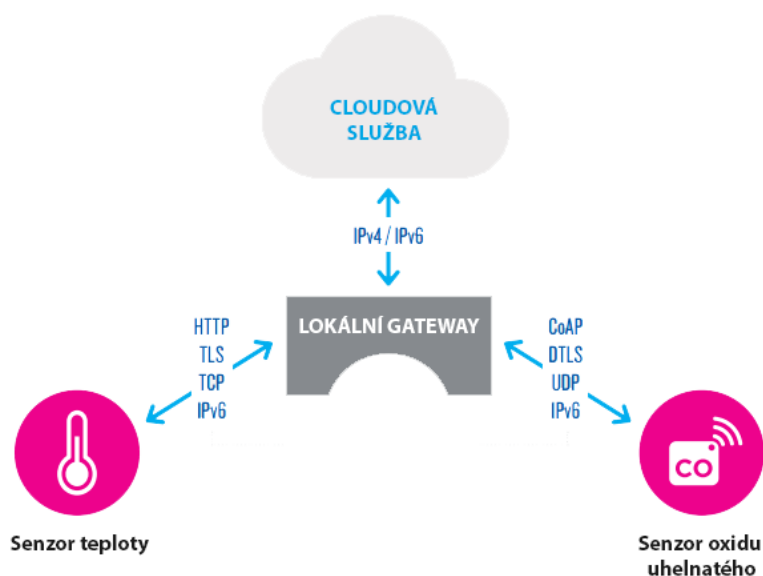 CLOUDOVÁ
SLUŽBA
IPv4 / IPv6
LOKÁLNÍ GATEWAY
HTTP
TLS
TCP
IPv6
CoAP
DTLS
UDP
IPv6
CO
Senzor teploty
Senzor oxidu
uhelnatého